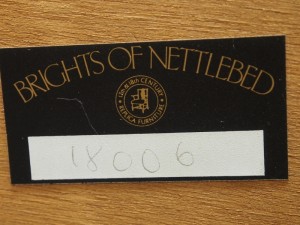 BRIGHTS OF NETTLEBED
17th & 18th CENTURY
REPLICA FURNITURE
18006